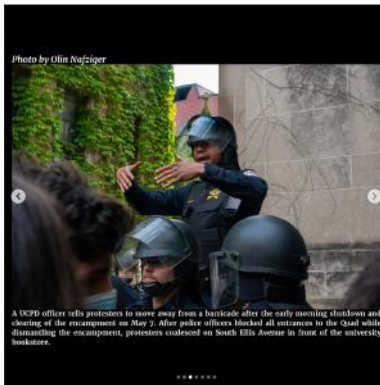 Photo by Olin Nafziger
A UCPD officer tells protesters to move away from a barricade after the early morning shutdown and
clearing of the encampment on May 7. After police officers blocked all entrances to the Quad while
dismantling the encampment, protesters coalesced on South Ellis Avenue in front of the university
bookstore.